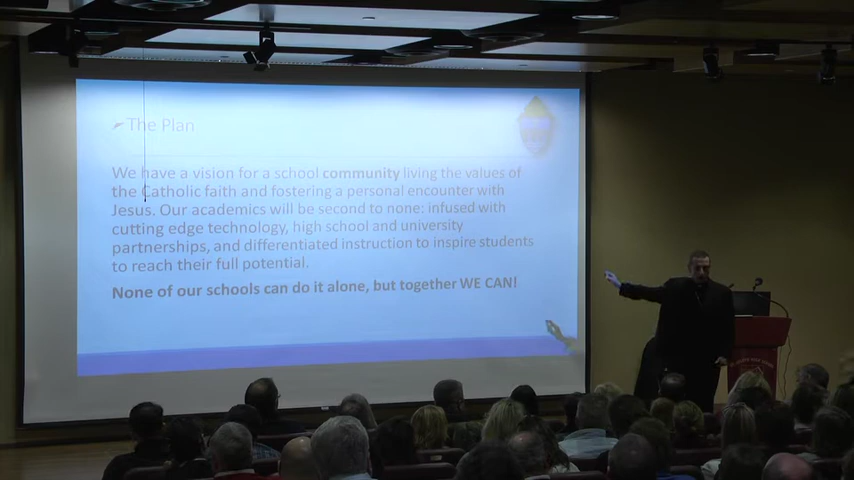 The Plan
We have a vision for a school community living the values of
the Catholic faith and fostering a personal encounter with
Jesus. Our academics will be second to none: infused with
cutting edge technology, high school and university
partnerships, and differentiated instruction to inspire students
to reach their full potential.
None of our schools can do it alone, but together WE CAN!